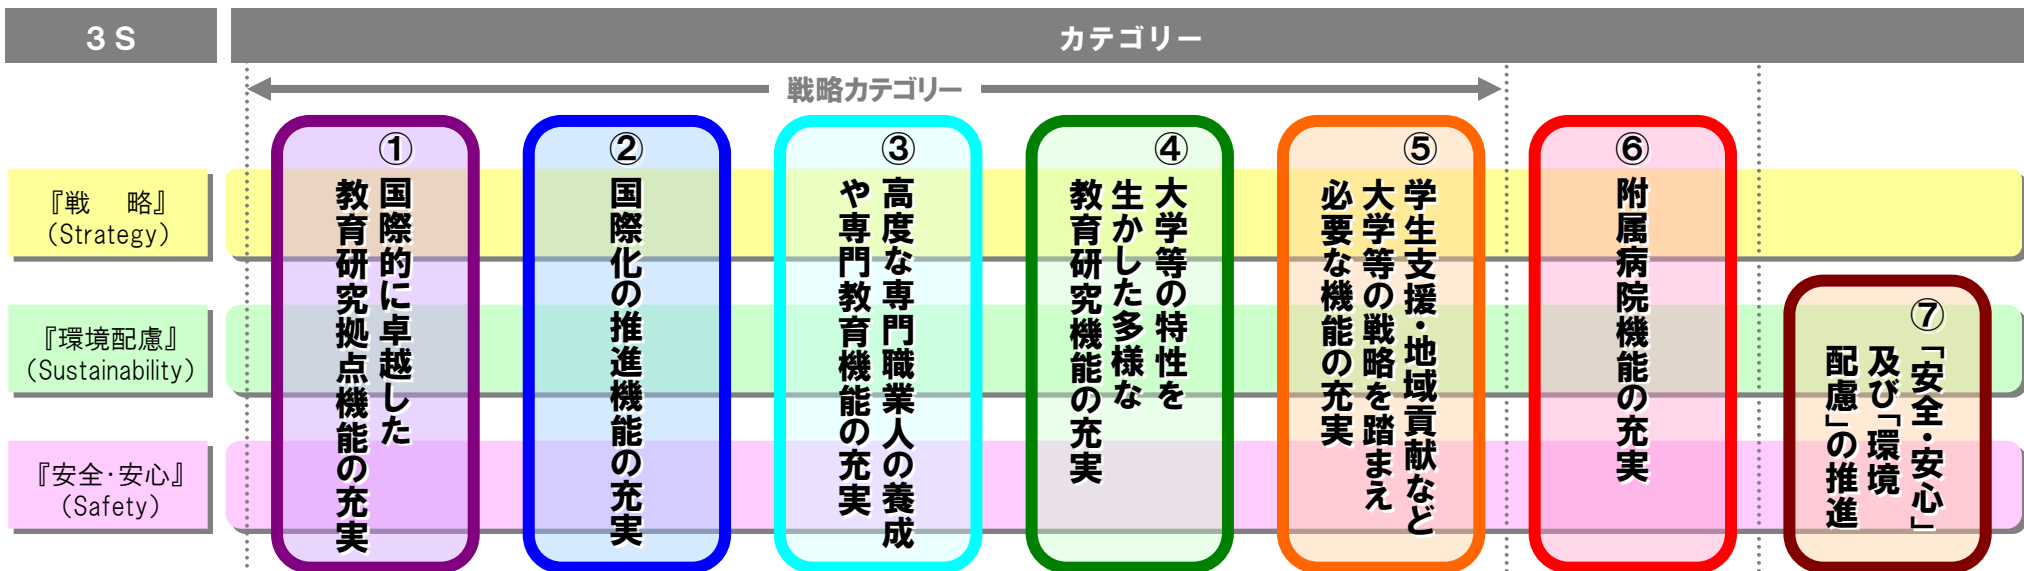 ３Ｓ
カテゴリー
戦略カテゴリー
『戦　略』
（Strategy）
『環境配慮』
（Sustainability）
『安全・安心』
（Safety）
①
国際的に卓越した
教育研究拠点機能の充実
②
国際化の推進機能の充実
③
高度な専門職業人の養成
や専門教育機能の充実
④
大学等の特性を
生かした多様な
教育研究機能の充実
⑤
学生支援・地域貢献など
大学等の戦略を踏まえ
必要な機能の充実
⑥
附属病院機能の充実
⑦
「安全・安心」
及び「環境
配慮」の推進